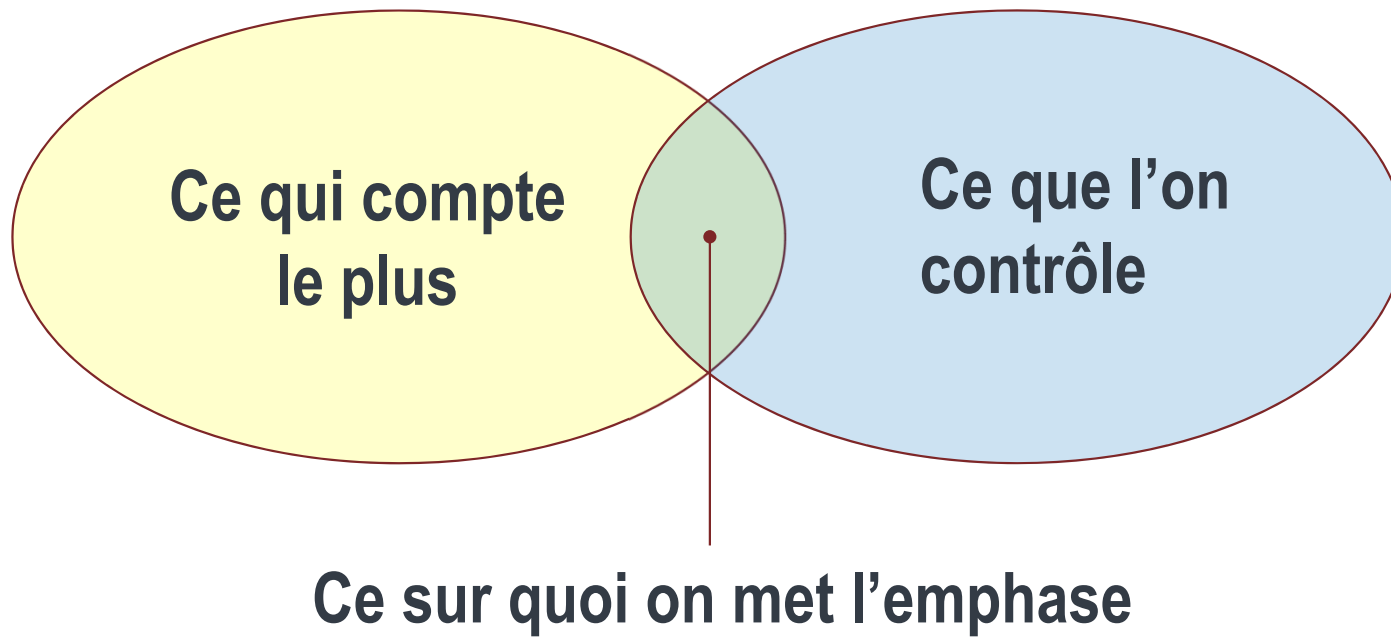 Ce qui compte
le plus
Ce que l’on
contrôle
Ce sur quoi on met l’emphase